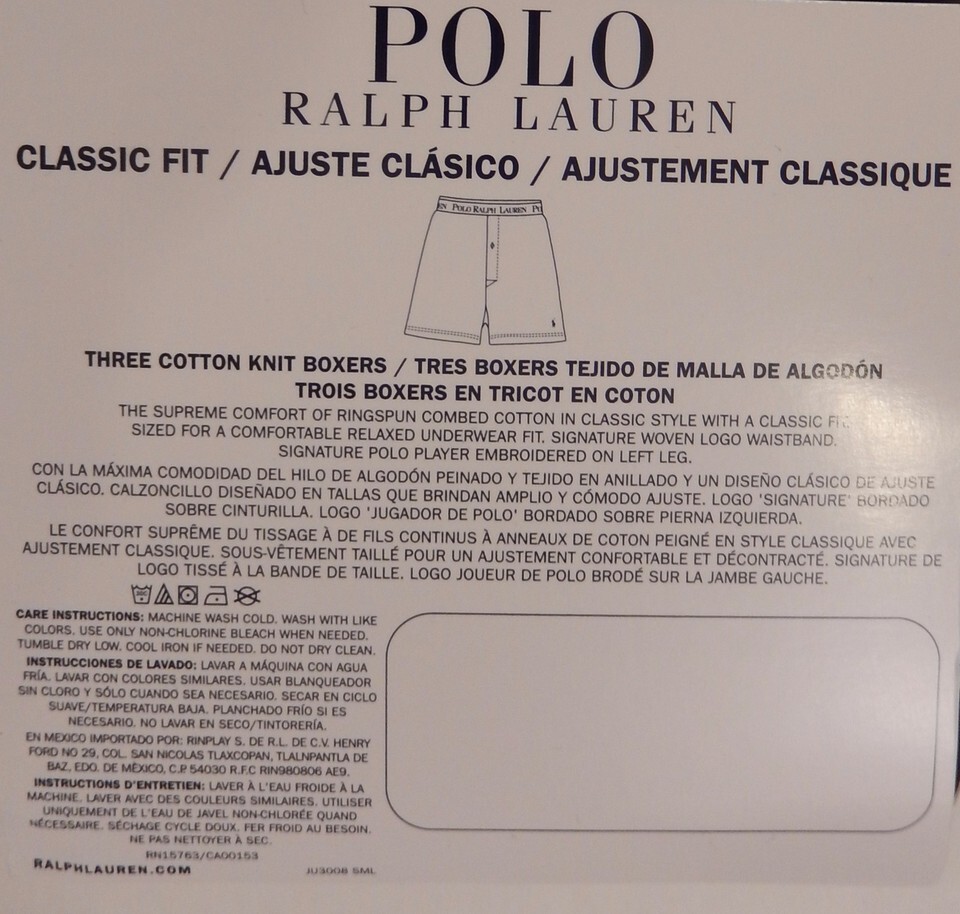 POLO
RALPH LAUREN
CLASSIC FIT / AJUSTE CLÁSICO / AJUSTEMENT CLASSIQUE
EN POLO RALPH LAUREN PO
THREE COTTON KNIT BOXERS / TRES BOXERS TEJIDO DE MALLA DE ALGODÓN
TROIS BOXERS EN TRICOT EN COTON
THE SUPREME COMFORT OF RINGSPUN COMBED COTTON IN CLASSIC STYLE WITH A CLASSIC FIT.
SIZED FOR A COMFORTABLE RELAXED UNDERWEAR FIT. SIGNATURE WOVEN LOGO WAISTBAND.
SIGNATURE POLO PLAYER EMBROIDERED ON LEFT LEG.
CON LA MÁXIMA COMODIDAD DEL HILO DE ALGODÓN PEINADO Y TEJIDO EN ANILLADO Y UN DISEÑO CLÁSICO DE AJUSTE
CLÁSICO. CALZONCILLO DISEÑADO EN TALLAS QUE BRINDAN AMPLIO Y CÓMODO AJUSTE. LOGO 'SIGNATURE' BORDADO
SOBRE CINTURILLA. LOGO 'JUGADOR DE POLO' BORDADO SOBRE PIERNA IZQUIERDA.
LE CONFORT SUPRÊME DU TISSAGE À DE FILS CONTINUS À ANNEAUX DE COTON PEIGNÉ EN STYLE CLASSIQUE AVEC
AJUSTEMENT CLASSIQUE. SOUS-VÊTEMENT TAILLÉ POUR UN AJUSTEMENT CONFORTABLE ET DÉCONTRACTÉ. SIGNATURE DE
LOGO TISSÉ À LA BANDE DE TAILLE. LOGO JOUEUR DE POLO BRODÉ SUR LA JAMBE GAUCHE.
CARE INSTRUCTIONS: MACHINE WASH COLD. WASH WITH LIKE
COLORS. USE ONLY NON-CHLORINE BLEACH WHEN NEEDED.
TUMBLE DRY LOW. COOL IRON IF NEEDED. DO NOT DRY CLEAN.
INSTRUCCIONES DE LAVADO: LAVAR A MÁQUINA CON AGUA
FRÍA. LAVAR CON COLORES SIMILARES. USAR BLANQUEADOR
SIN CLORO Y SÓLO CUANDO SEA NECESARIO. SECAR EN CICLO
SUAVE/TEMPERATURA BAJA. PLANCHADO FRÍO SI ES
NECESARIO. NO LAVAR EN SECO/TINTORERÍA.
EN MEXICO IMPORTADO POR: RINPLAY S. DE R.L. DE C.V. HENRY
FORD NO 29, COL. SAN NICOLAS TLAXCOPAN, TLALNPANTLA DE
BAZ, EDO. DE MÉXICO, C.P. 54030 R.F.C RIN980806 AE9.
INSTRUCTIONS D'ENTRETIEN: LAVER À L'EAU FROIDE À LA
MACHINE. LAVER AVEC DES COULEURS SIMILAIRES. UTILISER
UNIQUEMENT DE L'EAU DE JAVEL NON-CHLORÉE QUAND
NÉCESSAIRE. SÉCHAGE CYCLE DOUX. FER FROID AU BESOIN.
NE PAS NETTOYER À SEC.
RN15763/CA00153
RALPHLAUREN.COM
JU3008 SML